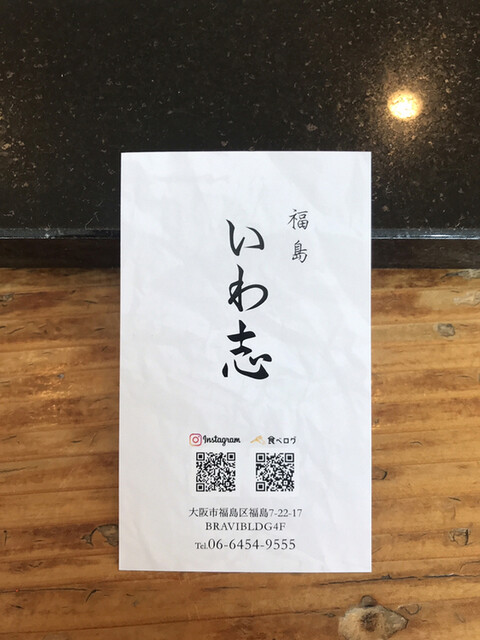 福島
いわ志
Instagram 食べログ
大阪市福島区福島7-22-17
BRAVIBLDG4F
Tel.06-6454-9555